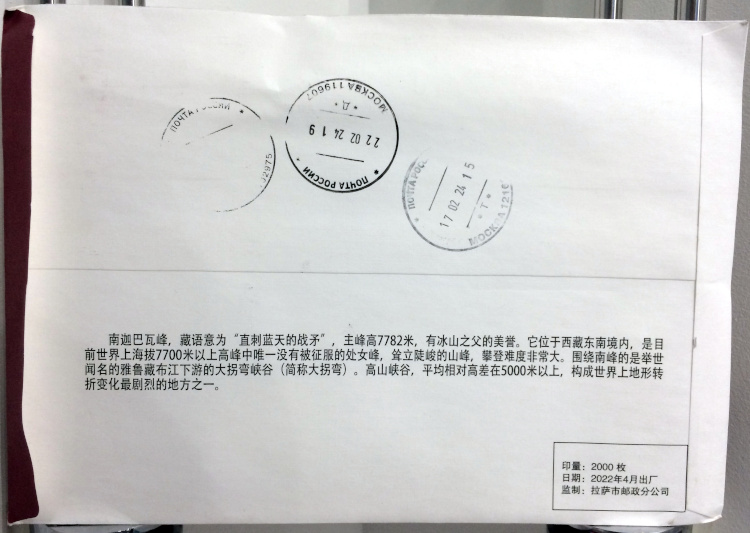 ПОЧТА РОССИИ
МОСКВА 119607
* Д *
22 02 24 19
* ПОЧТА РОССИИ *
17 02 24 15
* Т *
南迦巴瓦峰，藏语意为“直刺蓝天的战矛”，主峰高7782米，有冰山之父的美誉。它位于西藏东南境内，是目
前世界上海拔7700米以上高峰中唯一没有被征服的处女峰，耸立陡峻的山峰，攀登难度非常大。围绕南峰的是举世
闻名的雅鲁藏布江下游的大拐弯峡谷（简称大拐弯）。高山峡谷，平均相对高差在5000米以上，构成世界上地形转
折变化最剧烈的地方之一。
印量：2000 枚
日期：2022年4月出厂
监制：拉萨市邮政分公司